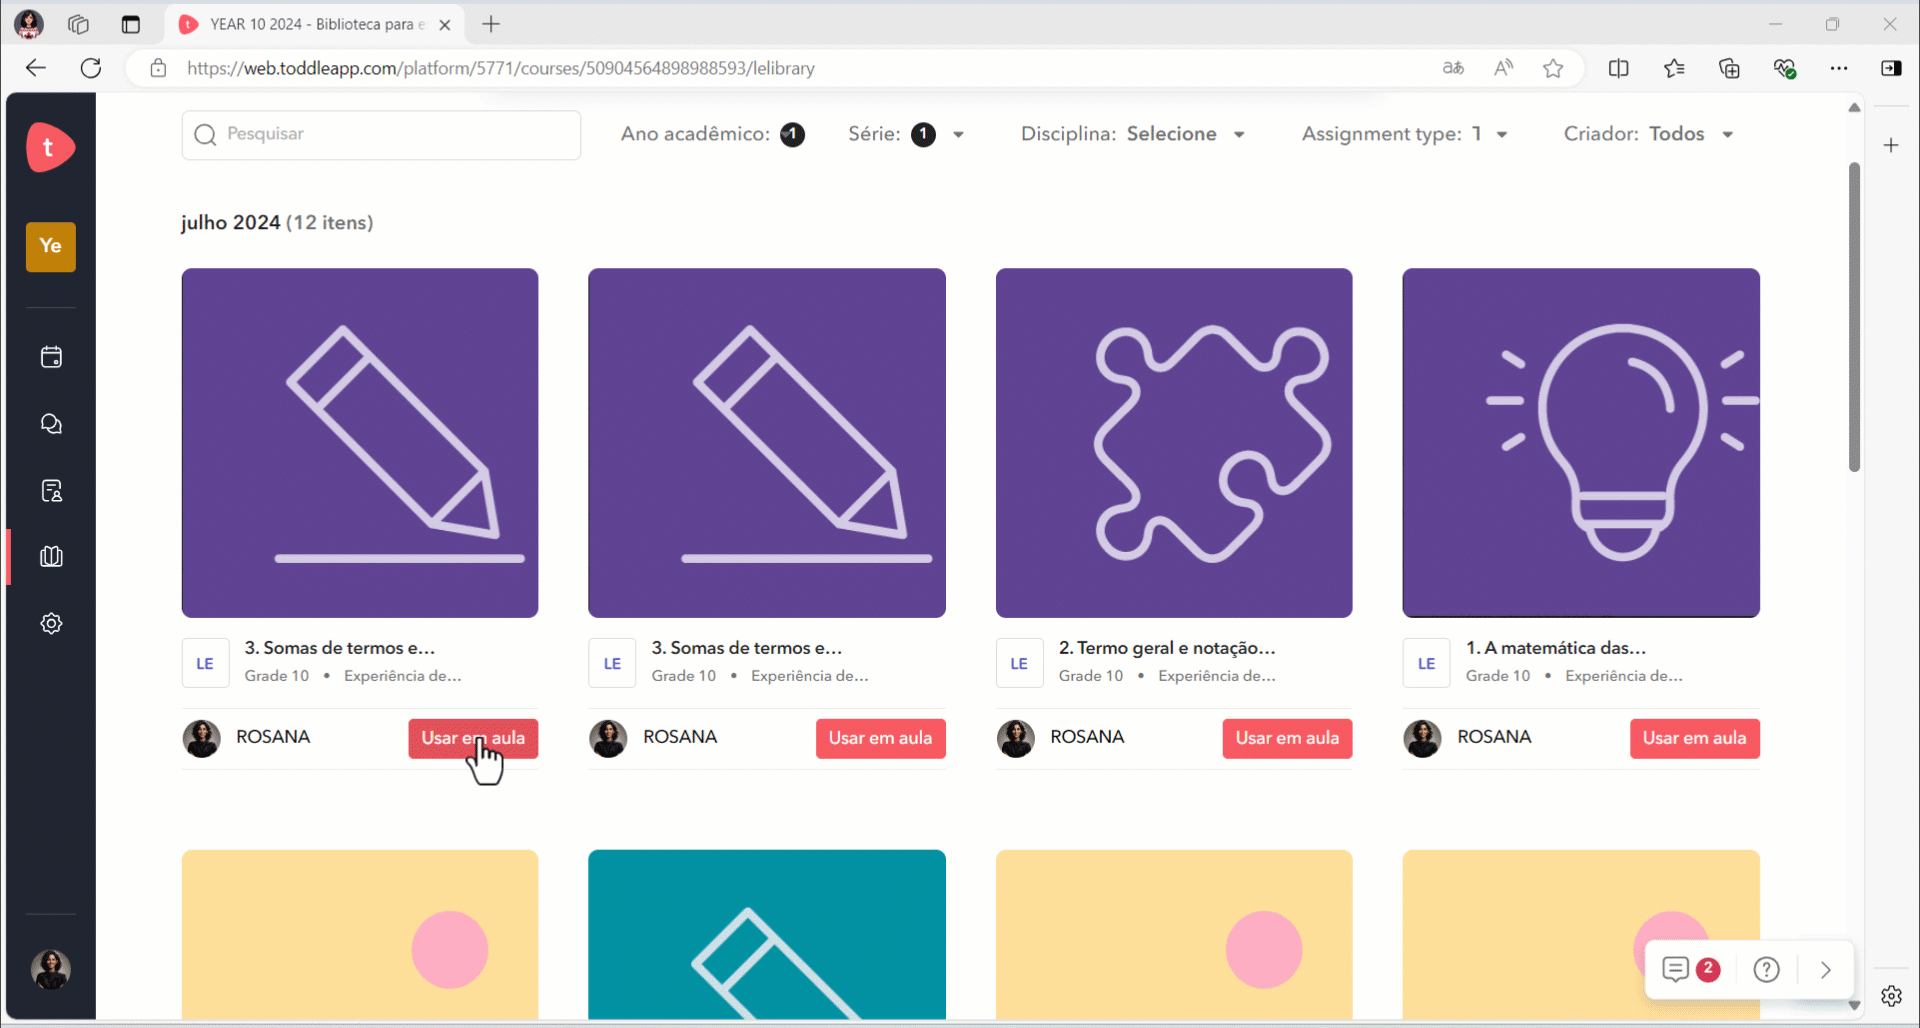 YEAR 10 2024 - Biblioteca para e
https://web.toddleapp.com/platform/5771/courses/50904564898988593/lelibrary
aあ
A
t
Ye
Pesquisar
Ano acadêmico: 1
Série: 1
Disciplina: Selecione
Assignment type: 1
Criador: Todos
julho 2024 (12 itens)
LE
3. Somas de termos e...
Grade 10 • Experiência de...
ROSANA
Usar em aula
LE
3. Somas de termos e...
Grade 10 • Experiência de...
ROSANA
Usar em aula
LE
2. Termo geral e notação...
Grade 10 • Experiência de...
ROSANA
Usar em aula
LE
1. A matemática das...
Grade 10 • Experiência de...
ROSANA
Usar em aula
2